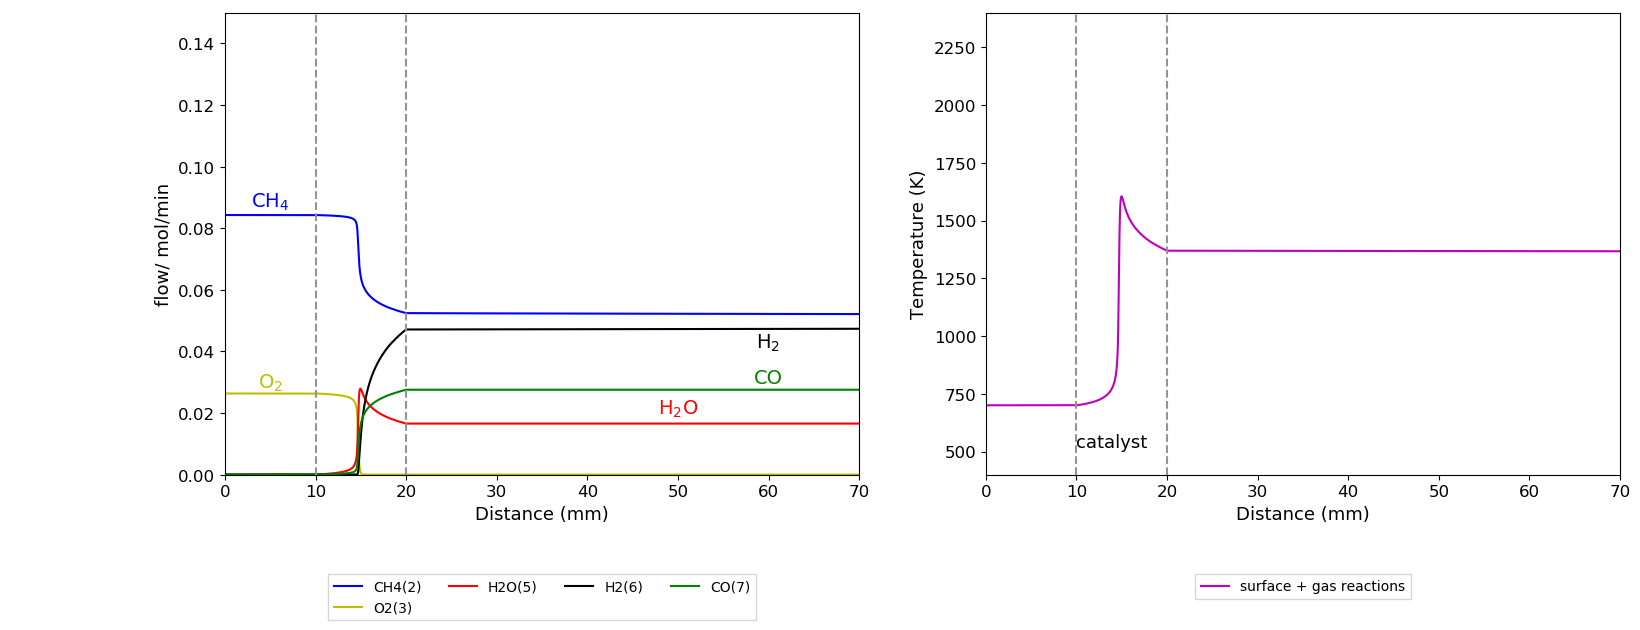 0.14
0.12
0.10
0.08
0.06
0.04
0.02
0.00
flow/ mol/min
CH₄
O₂
H₂
CO
H₂O
0 10 20 30 40 50 60 70
Distance (mm)
CH4(2) H2O(5) H2(6) CO(7)
O2(3)
2250
2000
1750
1500
1250
1000
750
500
Temperature (K)
catalyst
0 10 20 30 40 50 60 70
Distance (mm)
surface + gas reactions